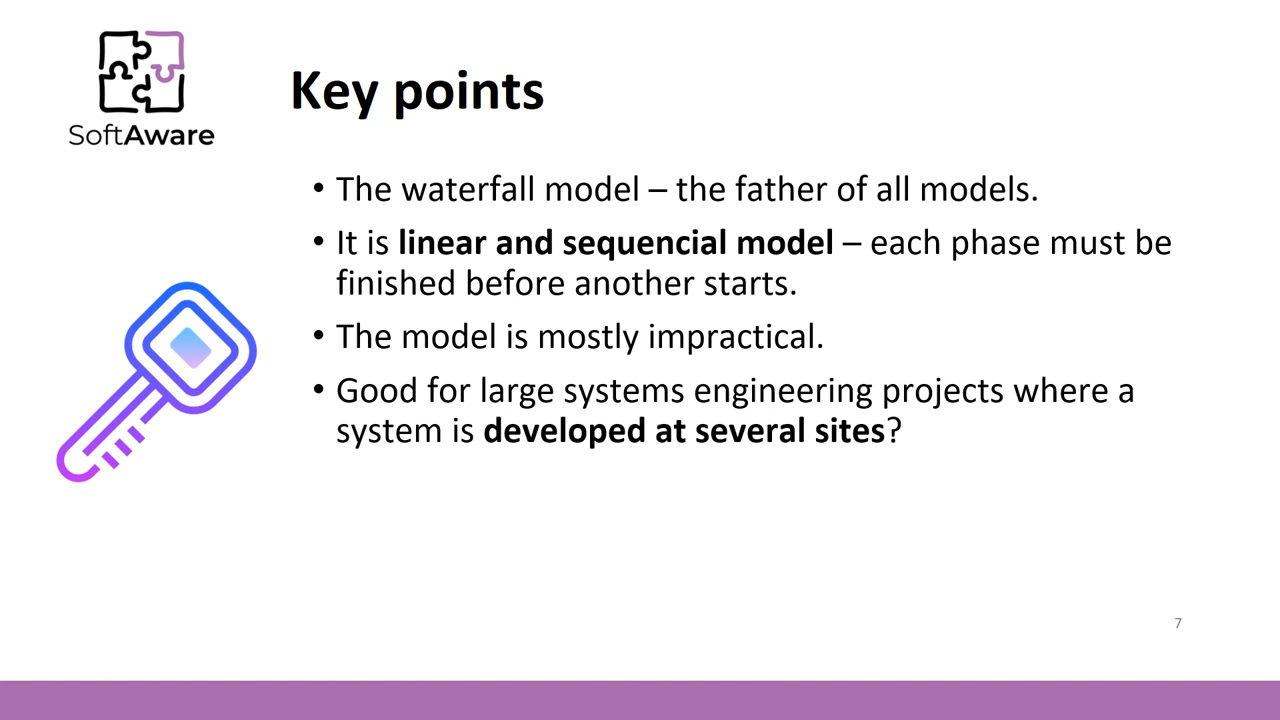 SoftAware
Key points
• The waterfall model – the father of all models.
• It is linear and sequencial model – each phase must be
finished before another starts.
• The model is mostly impractical.
• Good for large systems engineering projects where a
system is developed at several sites?
7